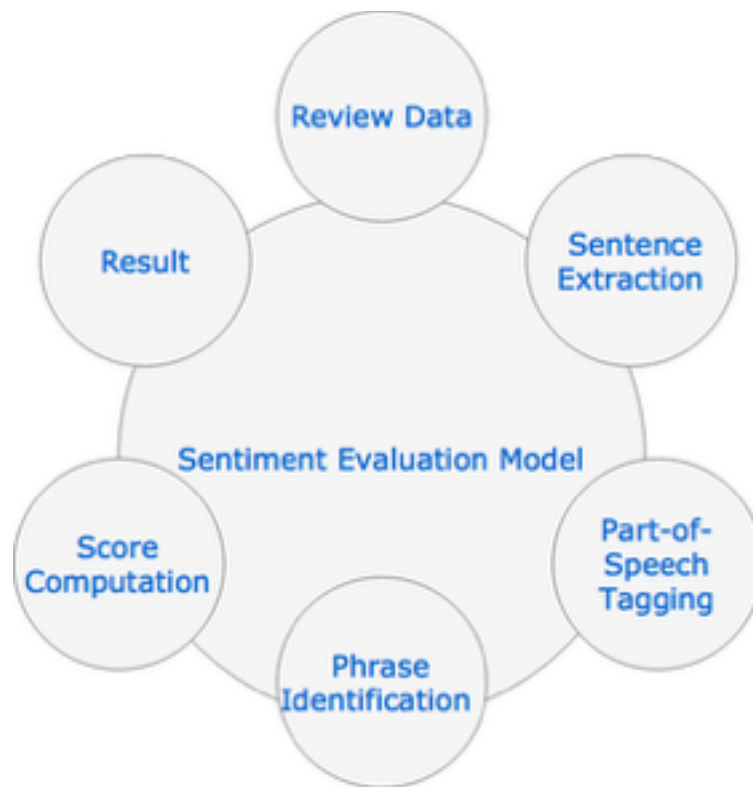 Review Data
Sentence
Extraction
Part-of-
Speech
Tagging
Phrase
Identification
Score
Computation
Result
Sentiment Evaluation Model